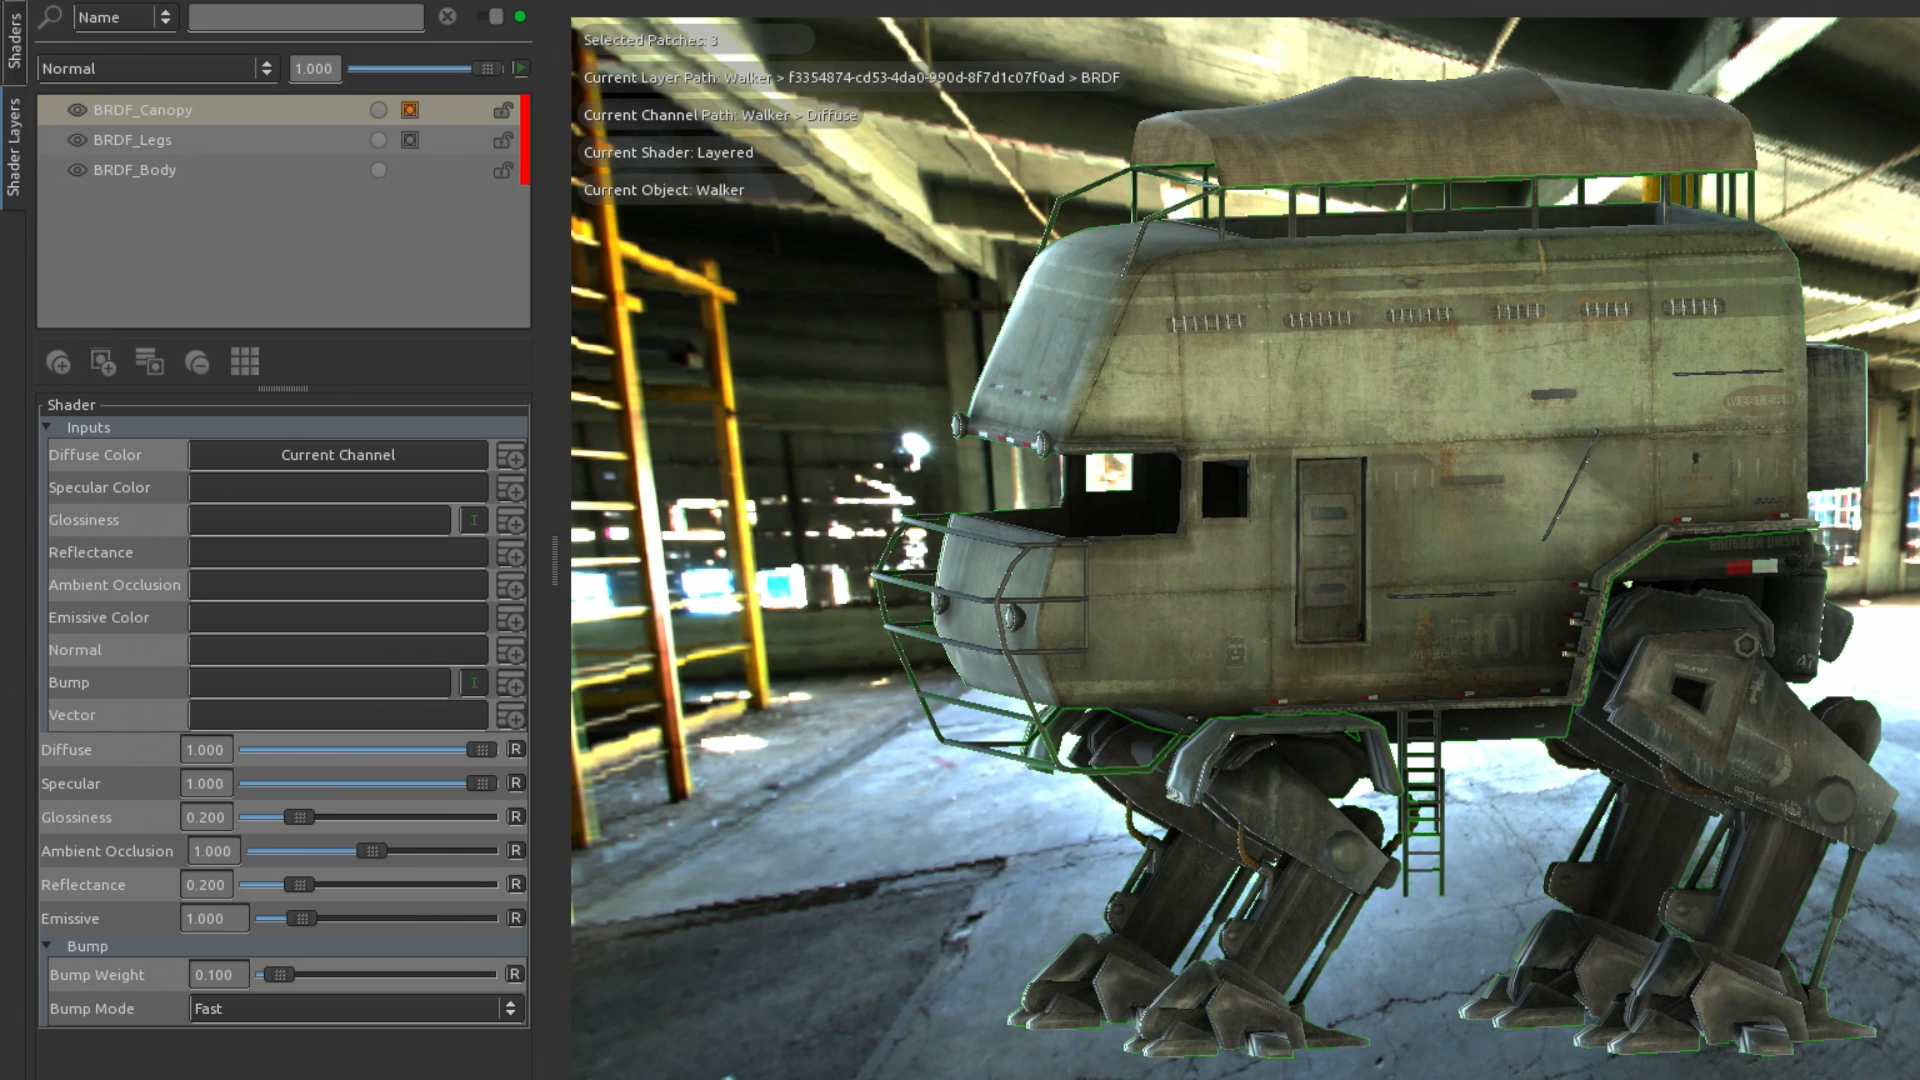 Shaders
Shader Layers
Name
Normal
1.000
BRDF_Canopy
BRDF_Legs
BRDF_Body
Shader
Inputs
Diffuse Color Current Channel
Specular Color
Glossiness I
Reflectance
Ambient Occlusion
Emissive Color
Normal
Bump I
Vector
Diffuse 1.000 R
Specular 1.000 R
Glossiness 0.200 R
Ambient Occlusion 1.000 R
Reflectance 0.200 R
Emissive 1.000 R
Bump
Bump Weight 0.100 R
Bump Mode Fast
Selected Patches: 3
Current Layer Path: Walker > f3354874-cd53-4da0-990d-8f7d1c07f0ad > BRDF
Current Channel Path: Walker > Diffuse
Current Shader: Layered
Current Object: Walker
47